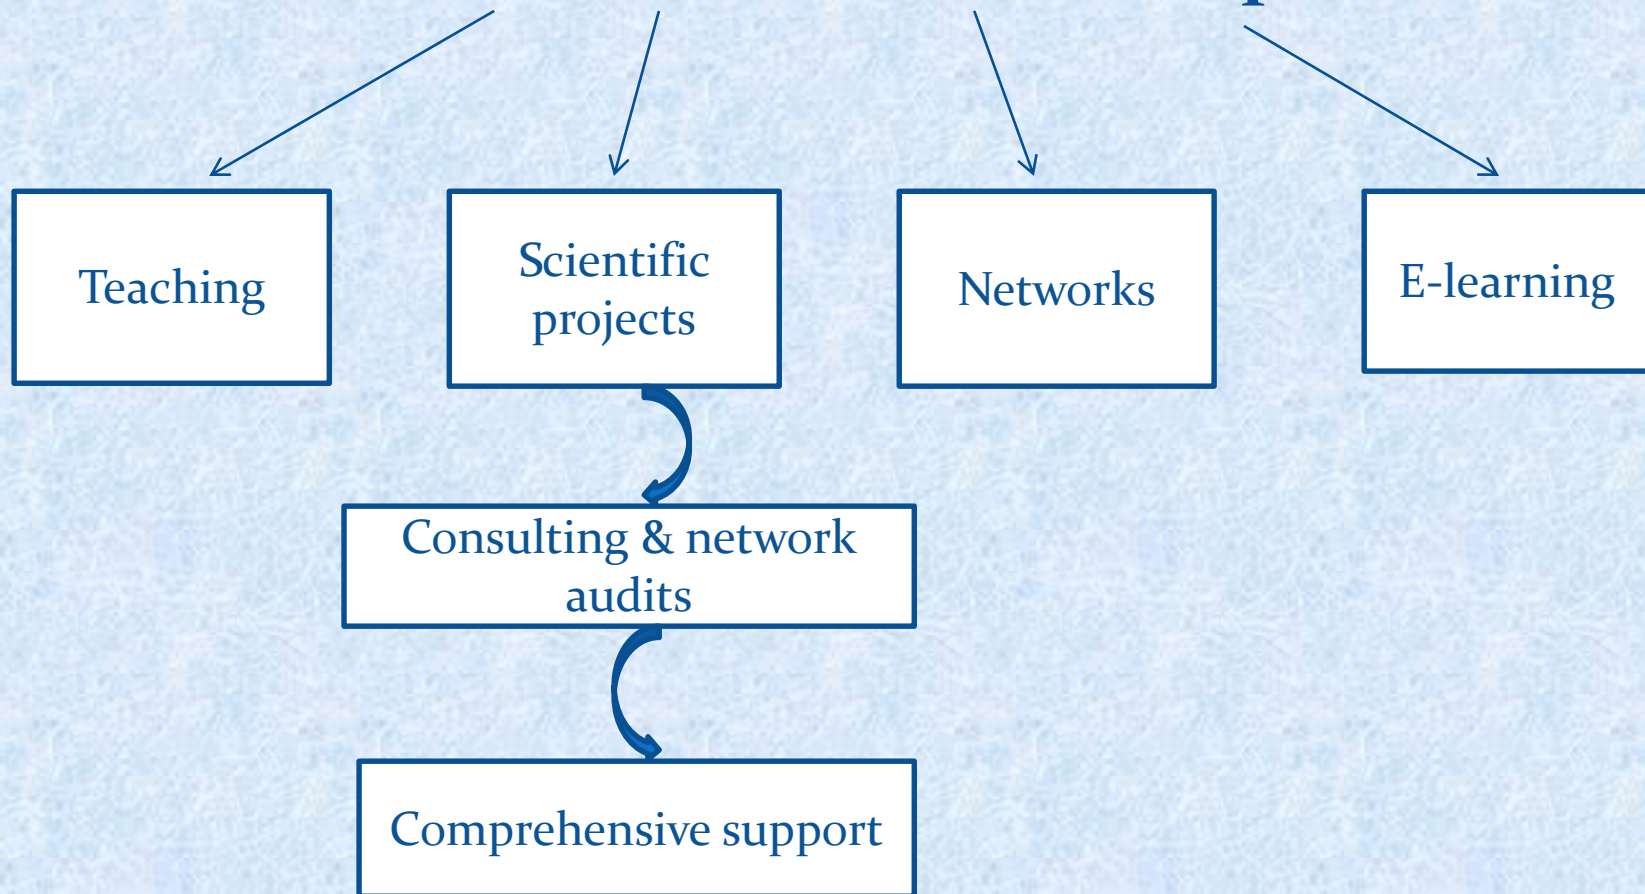 Teaching
Scientific
projects
Networks
E-learning
Consulting & network
audits
Comprehensive support